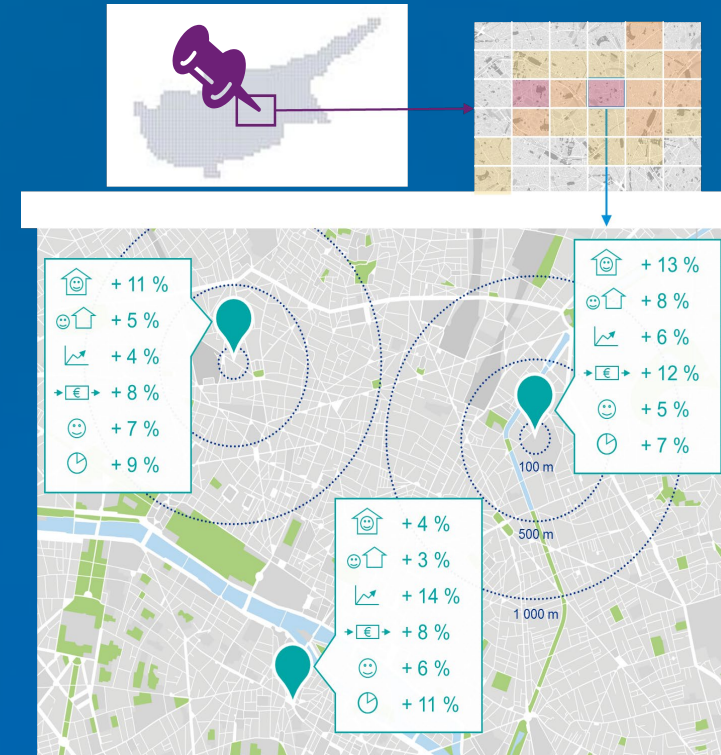 + 11 %
+ 5 %
+ 4 %
€
+ 8 %
+ 7 %
+ 9 %
+ 13 %
+ 8 %
+ 6 %
€
+ 12 %
+ 5 %
+ 7 %
100 m
500 m
1 000 m
+ 4 %
+ 3 %
+ 14 %
€
+ 8 %
+ 6 %
+ 11 %